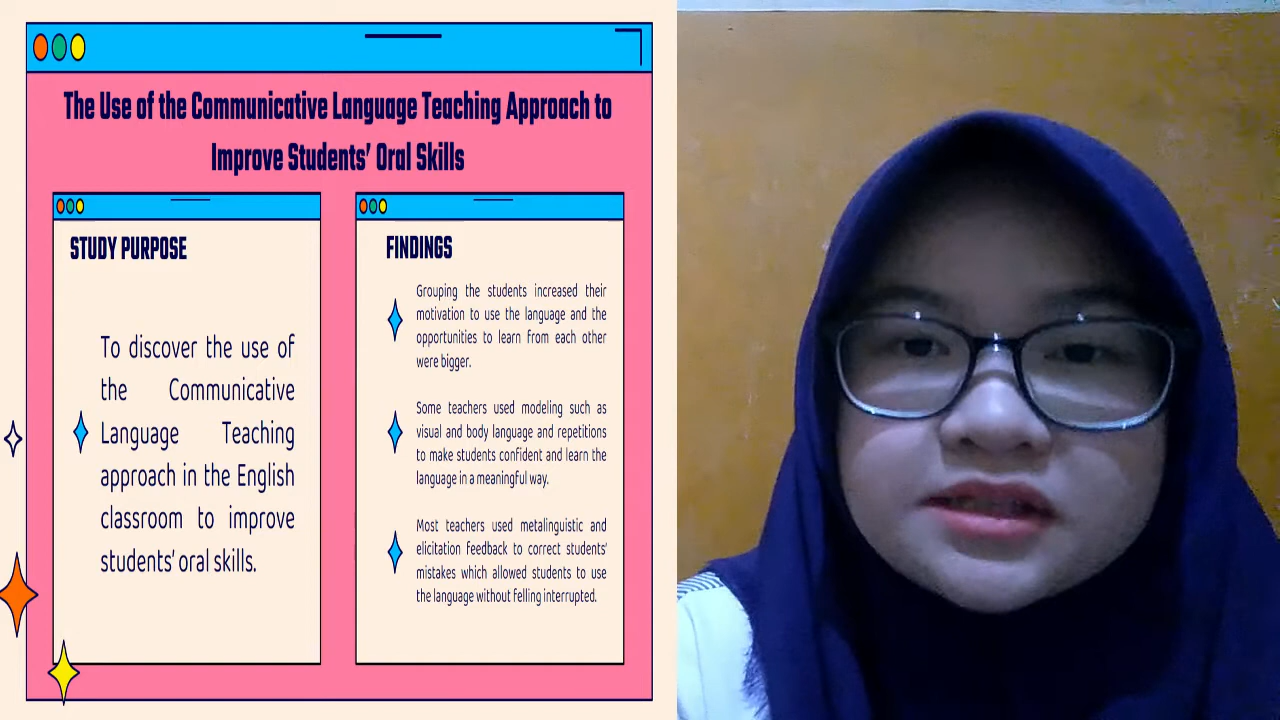 The Use of the Communicative Language Teaching Approach to
Improve Students’ Oral Skills
STUDY PURPOSE
To discover the use of
the Communicative
Language Teaching
approach in the English
classroom to improve
students’ oral skills.
FINDINGS
Grouping the students increased their
motivation to use the language and the
opportunities to learn from each other
were bigger.
Some teachers used modeling such as
visual and body language and repetitions
to make students confident and learn the
language in a meaningful way.
Most teachers used metalinguistic and
elicitation feedback to correct students’
mistakes which allowed students to use
the language without felling interrupted.